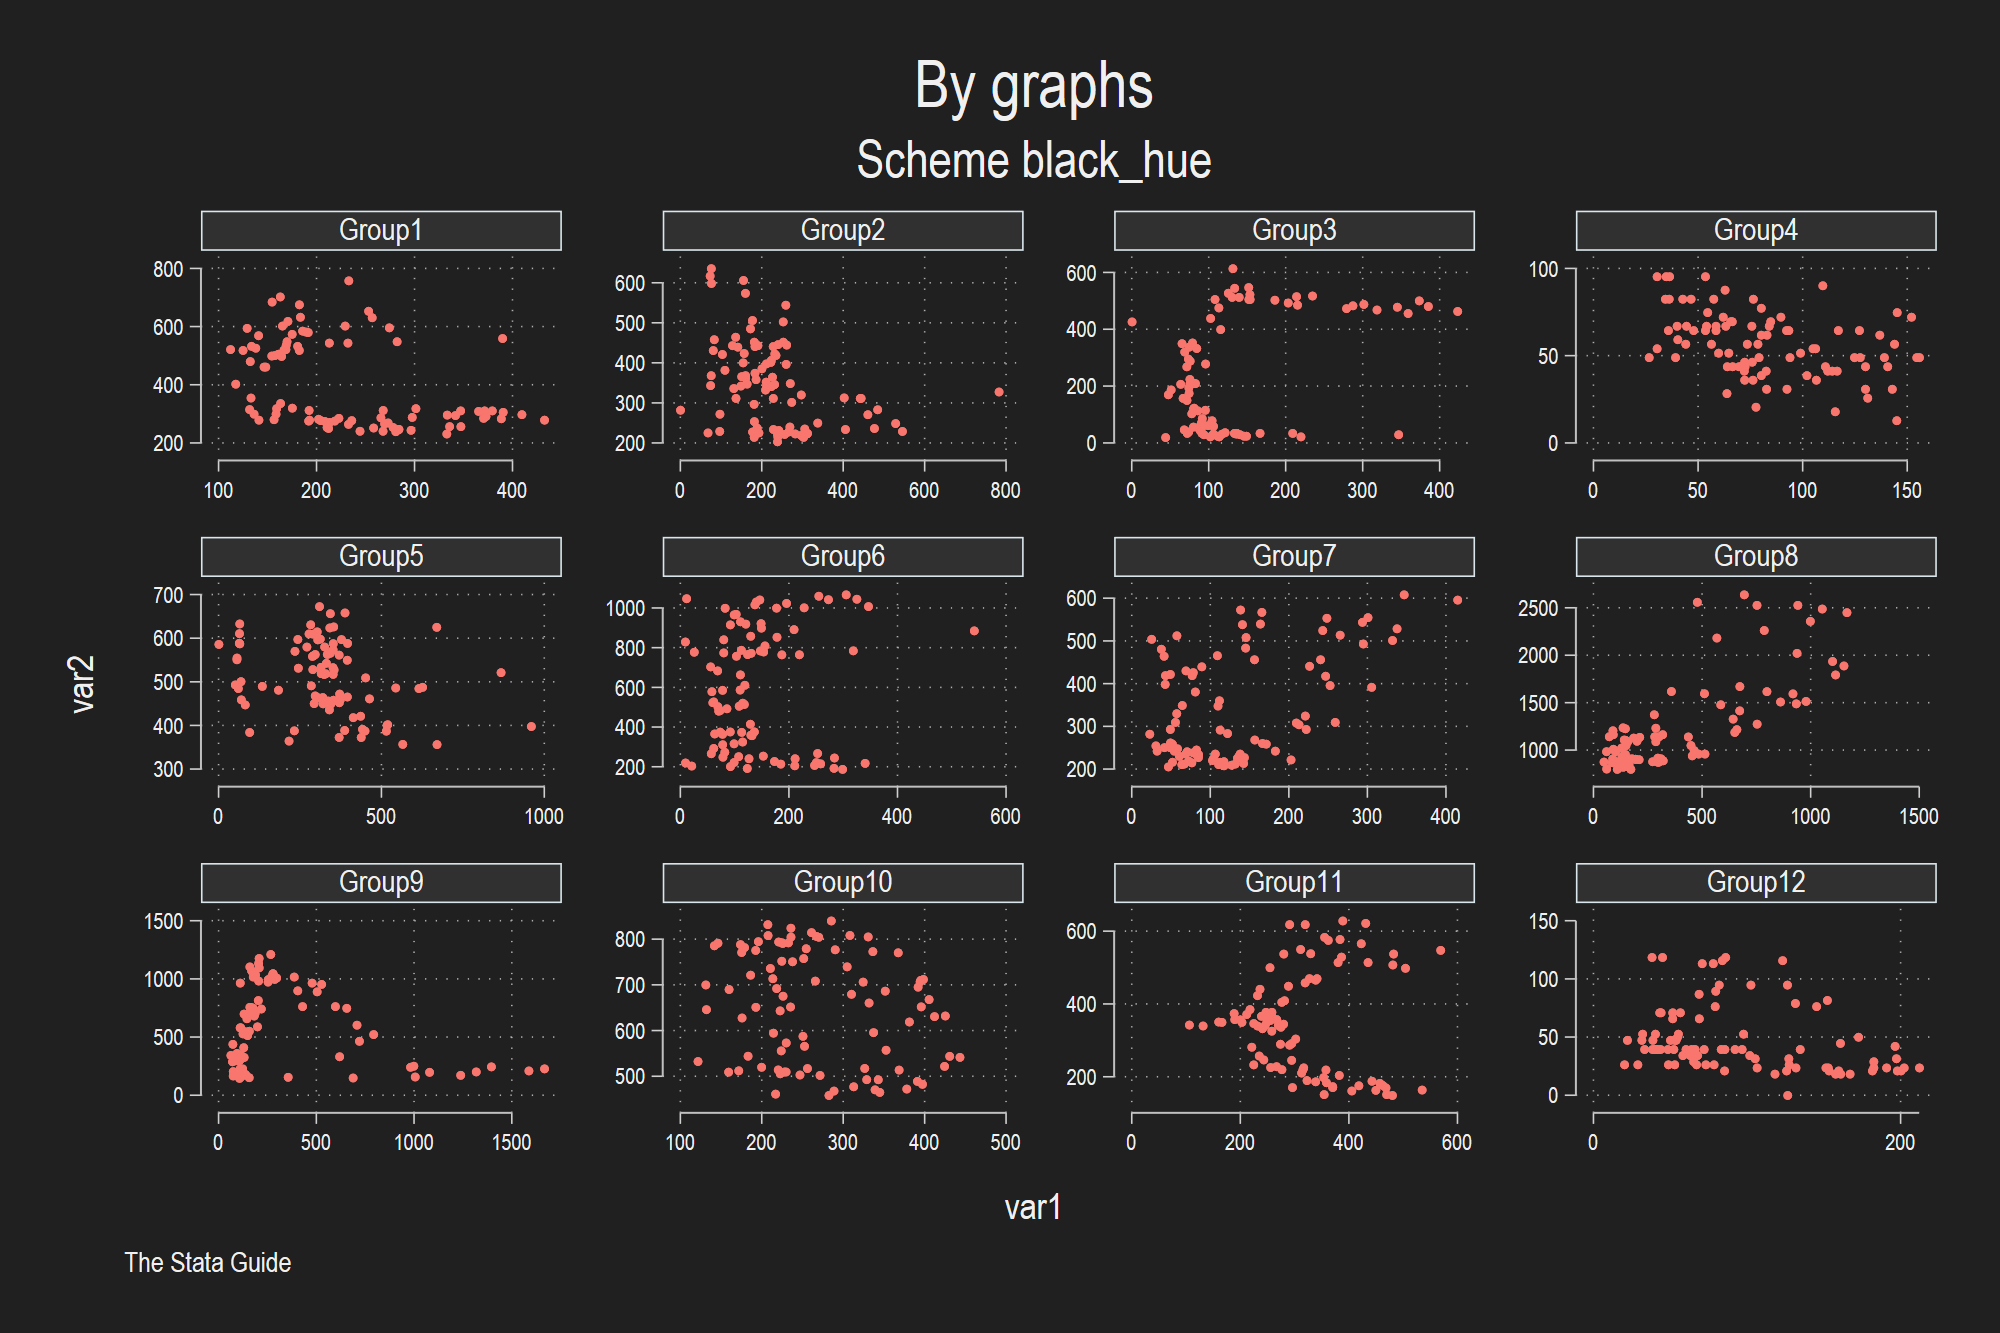 By graphs
Scheme black_hue
Group1
Group2
Group3
Group4
800
600
400
200
100 200 300 400
600
500
400
300
200
0 200 400 600 800
600
400
200
0
0 100 200 300 400
100
50
0
0 50 100 150
var2
Group5
Group6
Group7
Group8
700
600
500
400
300
0 500 1000
1000
800
600
400
200
0 200 400 600
600
500
400
300
200
0 100 200 300 400
2500
2000
1500
1000
0 500 1000 1500
Group9
Group10
Group11
Group12
1500
1000
500
0
0 500 1000 1500
800
700
600
500
100 200 300 400 500
600
400
200
0 200 400 600
150
100
50
0
0 200
var1
The Stata Guide